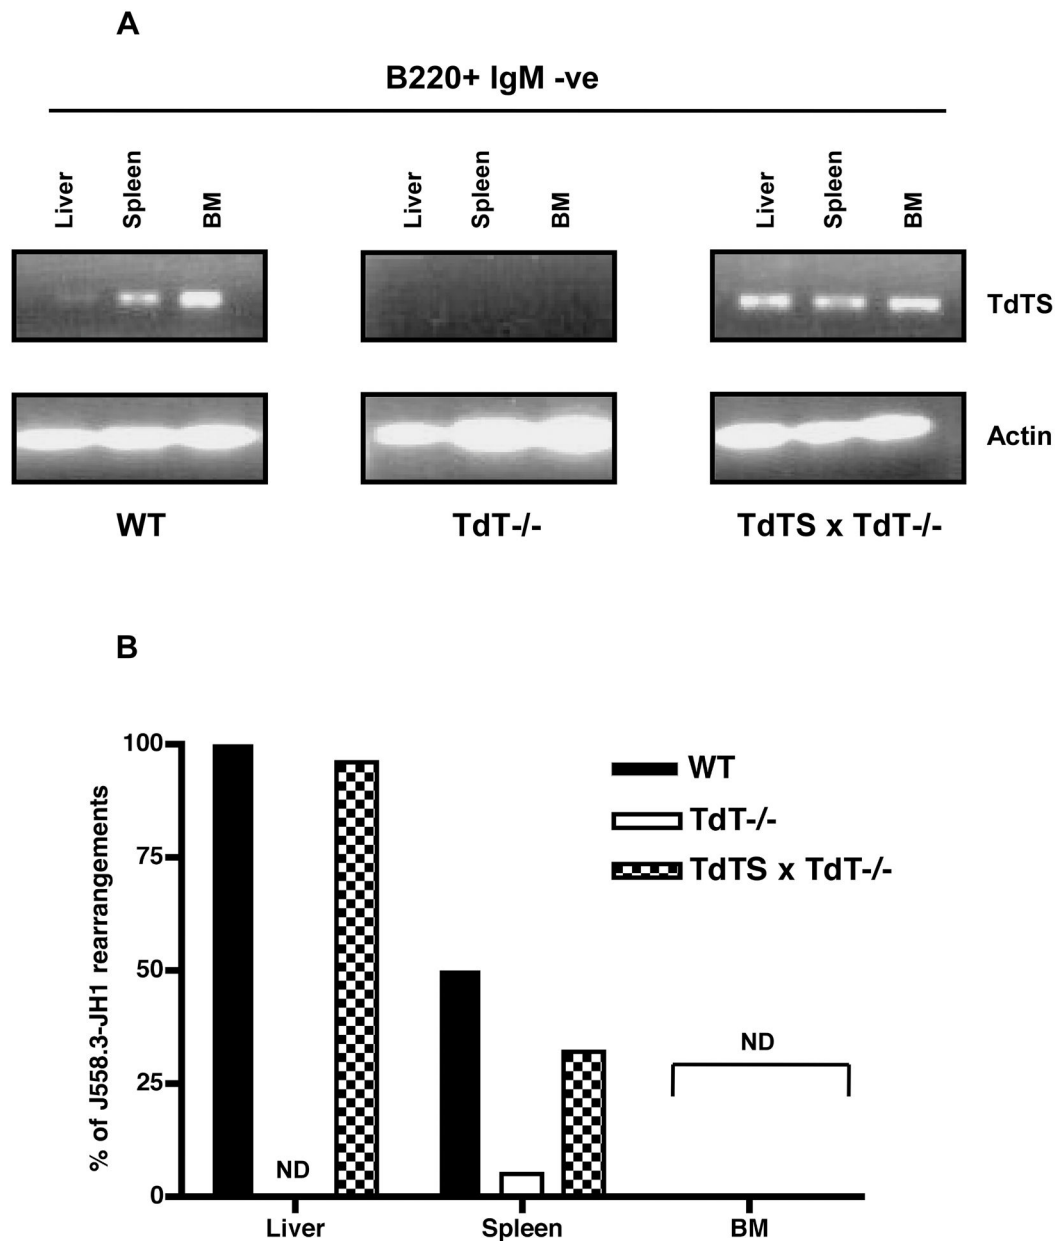 A
B220+ IgM -ve
Liver Spleen BM Liver Spleen BM Liver Spleen BM
TdTS
Actin
WT TdT-/- TdTS x TdT-/-
B
% of J558.3-JH1 rearrangements
100
75
50
25
0
WT
TdT-/-
TdTS x TdT-/-
ND
ND
Liver Spleen BM